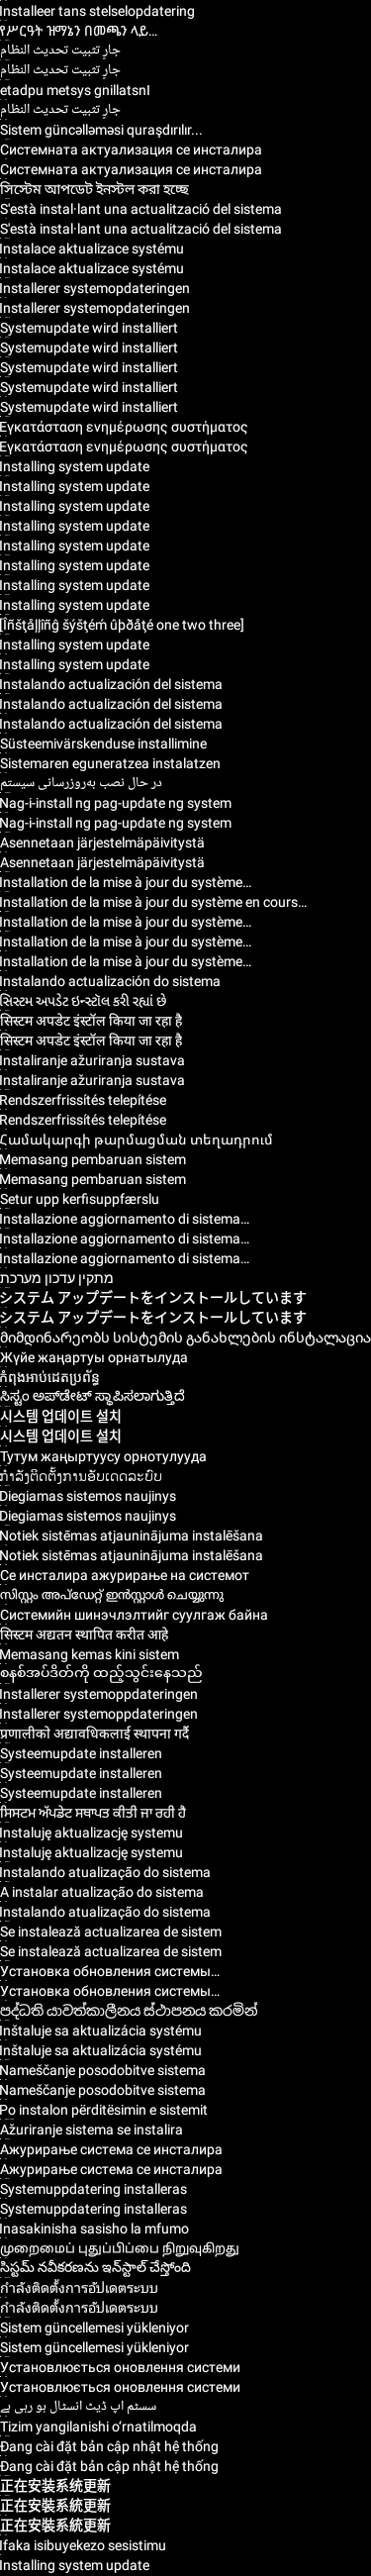 Installeer tans stelselopdatering
የሥርዓት ዝማኔን በመጫን ላይ…
جارٍ تثبيت تحديث النظام
جارٍ تثبيت تحديث النظام
etadpu metsys gnillatsnI
جارٍ تثبيت تحديث النظام
Sistem güncəlləməsi quraşdırılır...
Системната актуализация се инсталира
Системната актуализация се инсталира
সিস্টেম আপডেট ইনস্টল করা হচ্ছে
S'està instal·lant una actualització del sistema
S'està instal·lant una actualització del sistema
Instalace aktualizace systému
Instalace aktualizace systému
Installerer systemopdateringen
Installerer systemopdateringen
Systemupdate wird installiert
Systemupdate wird installiert
Systemupdate wird installiert
Systemupdate wird installiert
Systemupdate wird installiert
Εγκατάσταση ενημέρωσης συστήματος
Εγκατάσταση ενημέρωσης συστήματος
Installing system update
Installing system update
Installing system update
Installing system update
Installing system update
Installing system update
Installing system update
Installing system update
[Îñšţåļļîñĝ šýšţéḿ ûþðåţé one two three]
Installing system update
Installing system update
Instalando actualización del sistema
Instalando actualización del sistema
Instalando actualización del sistema
Süsteemivärskenduse installimine
Sistemaren eguneratzea instalatzen
در حال نصب به‌روزرسانی سیستم
Nag-i-install ng pag-update ng system
Nag-i-install ng pag-update ng system
Asennetaan järjestelmäpäivitystä
Asennetaan järjestelmäpäivitystä
Installation de la mise à jour du système…
Installation de la mise à jour du système en cours…
Installation de la mise à jour du système…
Installation de la mise à jour du système…
Installation de la mise à jour du système…
Instalando actualización do sistema
સિસ્ટમ અપડેટ ઇન્સ્ટૉલ કરી રહ્યાં છે
सिस्टम अपडेट इंस्टॉल किया जा रहा है
सिस्टम अपडेट इंस्टॉल किया जा रहा है
Instaliranje ažuriranja sustava
Instaliranje ažuriranja sustava
Rendszerfrissítés telepítése
Rendszerfrissítés telepítése
Համակարգի թարմացման տեղադրում
Memasang pembaruan sistem
Memasang pembaruan sistem
Setur upp kerfisuppfærslu
Installazione aggiornamento di sistema…
Installazione aggiornamento di sistema…
Installazione aggiornamento di sistema…
מתקין עדכון מערכת
システム アップデートをインストールしています
システム アップデートをインストールしています
მიმდინარეობს სისტემის განახლების ინსტალაცია
Жүйе жаңартуы орнатылуда
កំពុងអាប់ដេតប្រព័ន្ធ
ಸಿಸ್ಟಂ ಅಪ್‌ಡೇಟ್ ಸ್ಥಾಪಿಸಲಾಗುತ್ತಿದೆ
시스템 업데이트 설치
시스템 업데이트 설치
Тутум жаңыртуусу орнотулууда
ກຳລັງຕິດຕັ້ງການອັບເດດລະບົບ
Diegiamas sistemos naujinys
Diegiamas sistemos naujinys
Notiek sistēmas atjauninājuma instalēšana
Notiek sistēmas atjauninājuma instalēšana
Се инсталира ажурирање на системот
സിസ്റ്റം അപ്‌ഡേറ്റ് ഇൻസ്റ്റാൾ ചെയ്യുന്നു
Системийн шинэчлэлтийг суулгаж байна
सिस्टम अद्यतन स्थापित करीत आहे
Memasang kemas kini sistem
စနစ်အပ်ဒိတ်ကို ထည့်သွင်းနေသည်
Installerer systemoppdateringen
Installerer systemoppdateringen
प्रणालीको अद्यावधिकलाई स्थापना गर्दै
Systeemupdate installeren
Systeemupdate installeren
Systeemupdate installeren
ਸਿਸਟਮ ਅੱਪਡੇਟ ਸਥਾਪਤ ਕੀਤੀ ਜਾ ਰਹੀ ਹੈ
Instaluję aktualizację systemu
Instaluję aktualizację systemu
Instalando atualização do sistema
A instalar atualização do sistema
Instalando atualização do sistema
Se instalează actualizarea de sistem
Se instalează actualizarea de sistem
Установка обновления системы…
Установка обновления системы…
පද්ධති යාවත්කාලීනය ස්ථාපනය කරමින්
Inštaluje sa aktualizácia systému
Inštaluje sa aktualizácia systému
Nameščanje posodobitve sistema
Nameščanje posodobitve sistema
Po instalon përditësimin e sistemit
Ažuriranje sistema se instalira
Ажурирање система се инсталира
Ажурирање система се инсталира
Systemuppdatering installeras
Systemuppdatering installeras
Inasakinisha sasisho la mfumo
முறைமைப் புதுப்பிப்பை நிறுவுகிறது
సిస్టమ్ నవీకరణను ఇన్‌స్టాల్ చేస్తోంది
กำลังติดตั้งการอัปเดตระบบ
กำลังติดตั้งการอัปเดตระบบ
Sistem güncellemesi yükleniyor
Sistem güncellemesi yükleniyor
Установлюється оновлення системи
Установлюється оновлення системи
سسٹم اپ ڈیٹ انسٹال ہو رہی ہے
Tizim yangilanishi o‘rnatilmoqda
Đang cài đặt bản cập nhật hệ thống
Đang cài đặt bản cập nhật hệ thống
正在安装系统更新
正在安裝系統更新
正在安裝系統更新
Ifaka isibuyekezo sesistimu
Installing system update